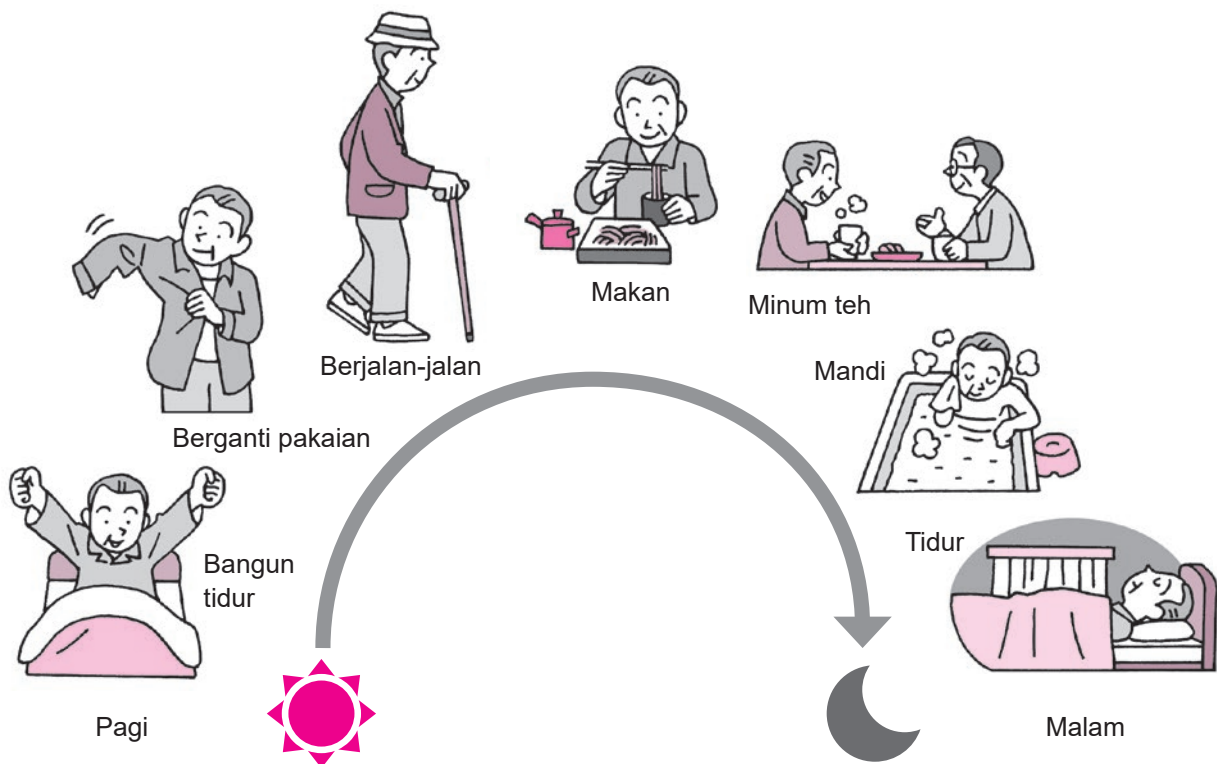 Pagi
Bangun
tidur
Berganti pakaian
Berjalan-jalan
Makan
Minum teh
Mandi
Tidur
Malam